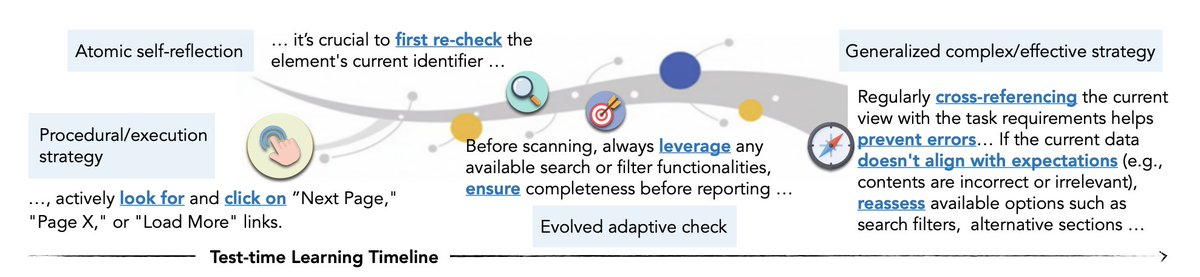 Atomic self-reflection
… it's crucial to first re-check the
element's current identifier …
Generalized complex/effective strategy
Procedural/execution
strategy
…, actively look for and click on "Next Page,"
"Page X," or "Load More" links.
Before scanning, always leverage any
available search or filter functionalities,
ensure completeness before reporting …
Evolved adaptive check
Regularly cross-referencing the current
view with the task requirements helps
prevent errors… If the current data
doesn't align with expectations (e.g.,
contents are incorrect or irrelevant),
reassess available options such as
search filters, alternative sections …
Test-time Learning Timeline